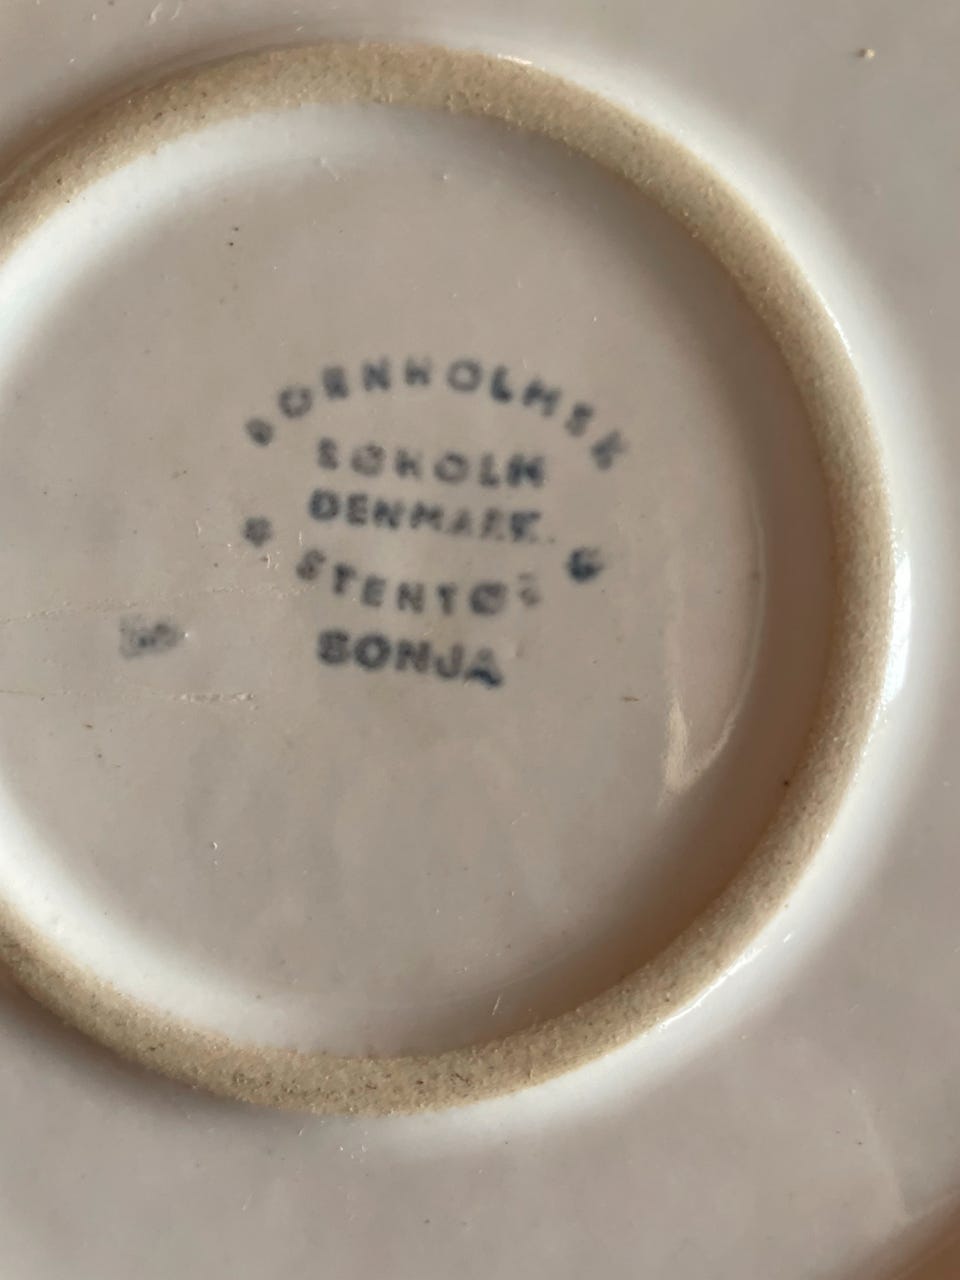 BORNHOLMSK
SØHOLM
DENMARK.
STENTØJ
SONJA